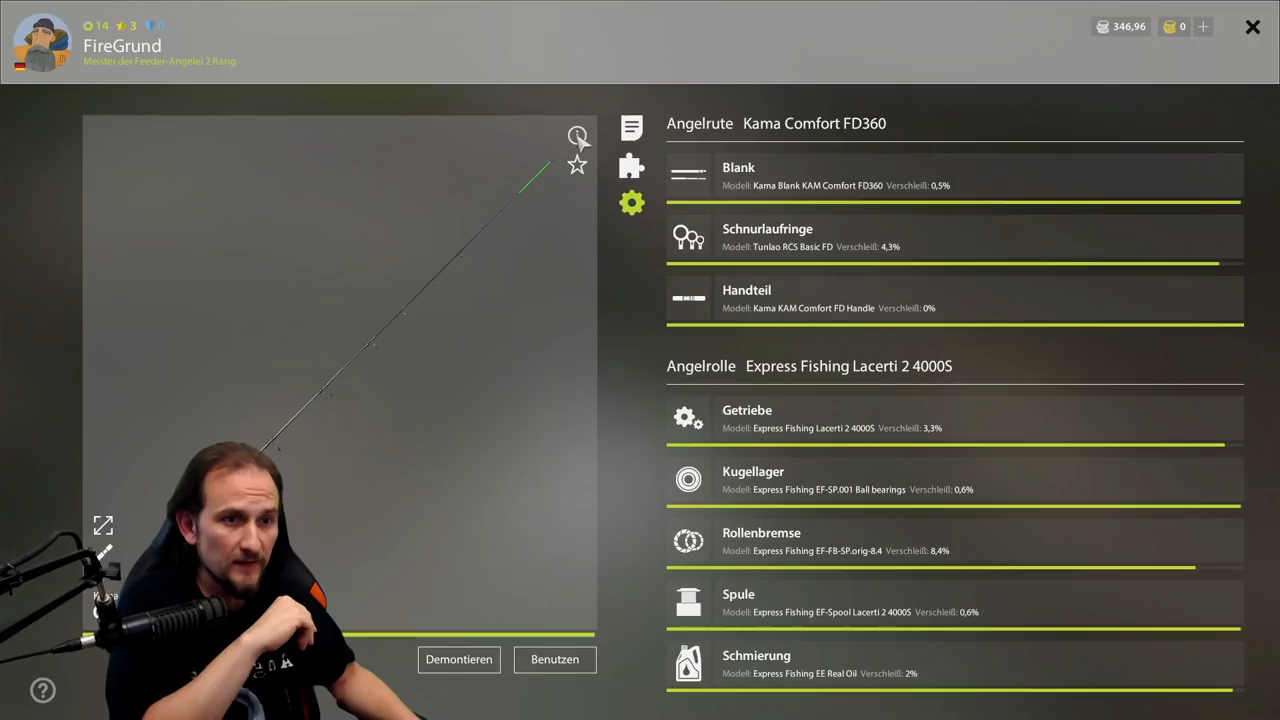 14 3 0
FireGrund
Meister der Feeder-Angelei 2 Rang
346,96 0 +
Angelrute Kama Comfort FD360
Blank
Modell: Kama Blank KAM Comfort FD360 Verschleiß: 0,5%
Schnurlaufringe
Modell: Tunlao RCS Basic FD Verschleiß: 4,3%
Handteil
Modell: Kama KAM Comfort FD Handle Verschleiß: 0%
Angelrolle Express Fishing Lacerti 2 4000S
Getriebe
Modell: Express Fishing Lacerti 2 4000S Verschleiß: 3,3%
Kugellager
Modell: Express Fishing EF-SP.001 Ball bearings Verschleiß: 0,6%
Rollenbremse
Modell: Express Fishing EF-FB-SP.orig-8.4 Verschleiß: 8,4%
Spule
Modell: Express Fishing EF-Spool Lacerti 2 4000S Verschleiß: 0,6%
Schmierung
Modell: Express Fishing EE Real Oil Verschleiß: 2%
Demontieren
Benutzen
?